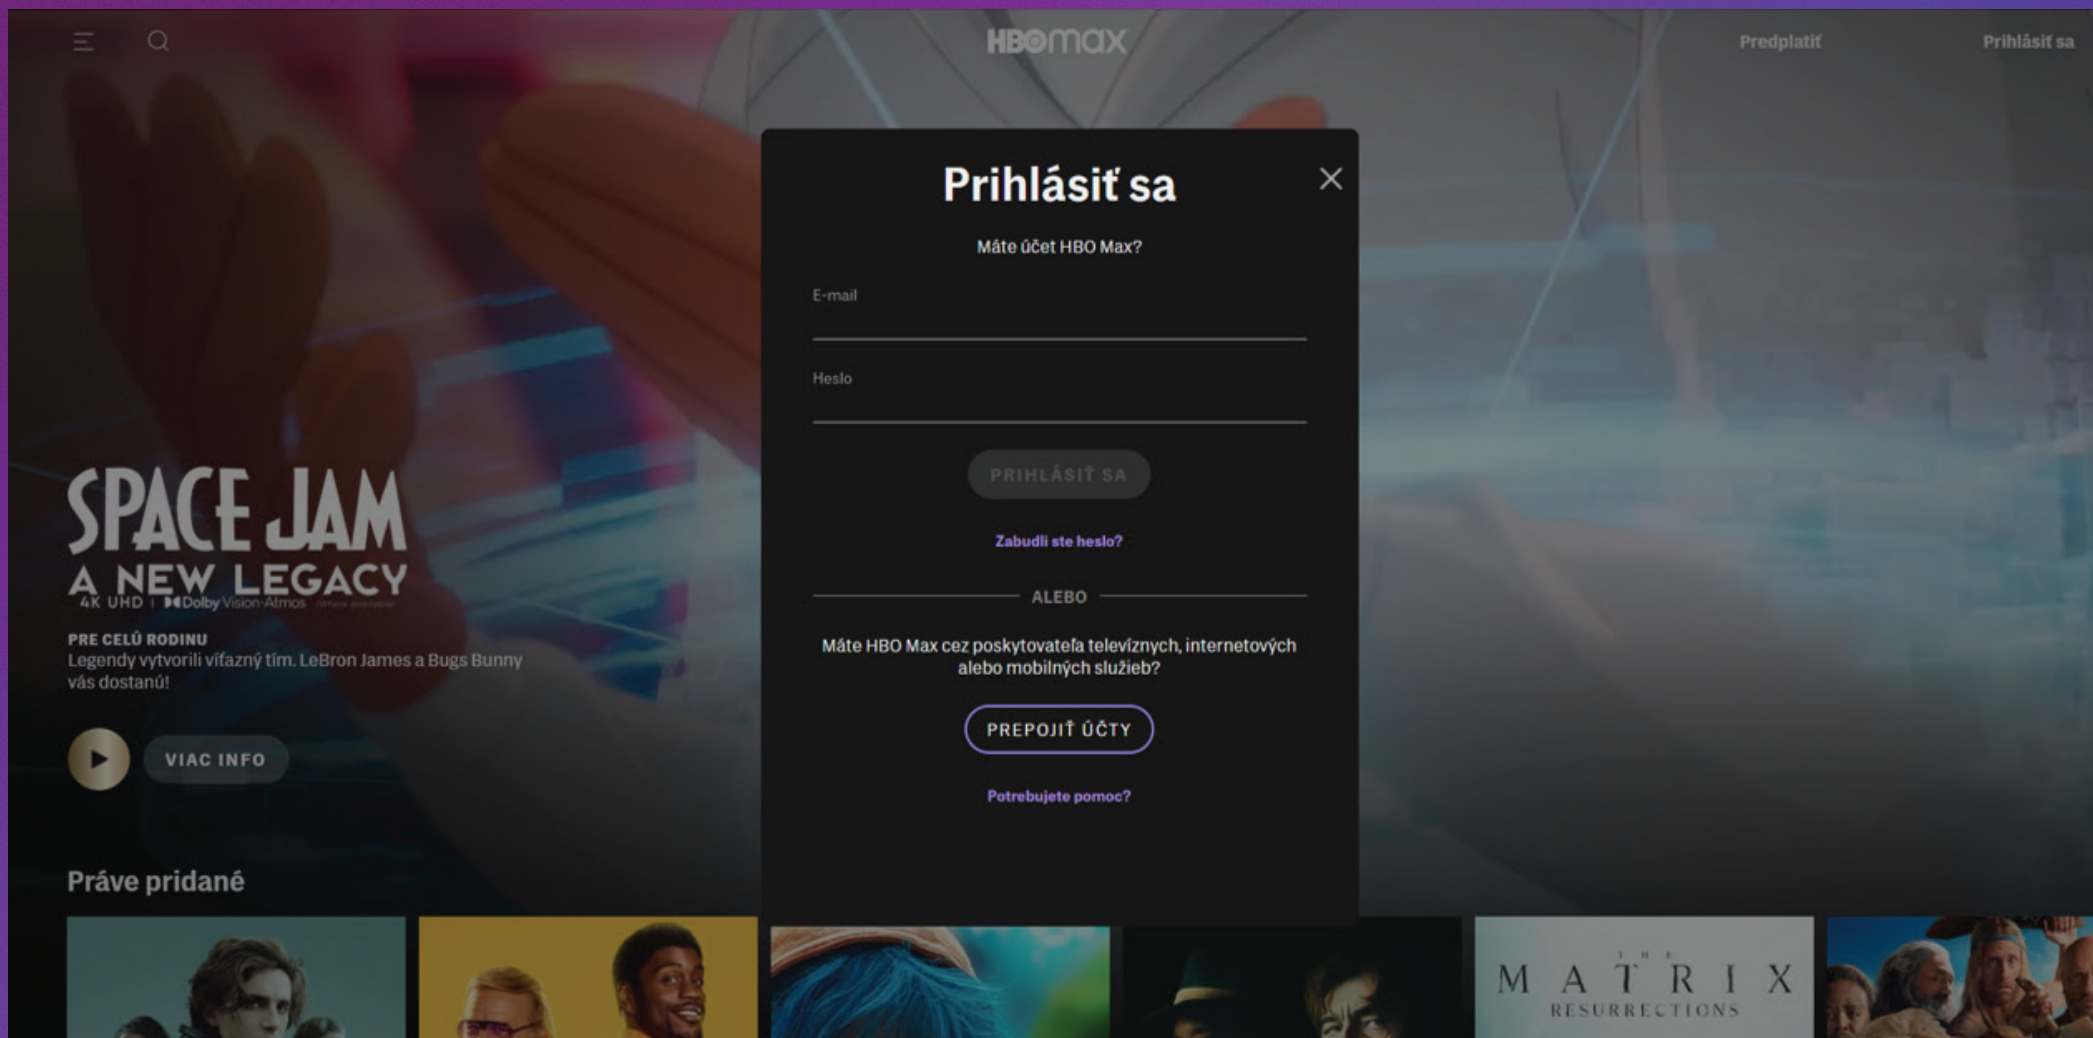 HBOmax
Predplatiť
Prihlásiť sa
Prihlásiť sa
Máte účet HBO Max?
E-mail
Heslo
PRIHLÁSIŤ SA
Zabudli ste heslo?
ALEBO
Máte HBO Max cez poskytovateľa televíznych, internetových
alebo mobilných služieb?
PREPOJIŤ ÚČTY
Potrebujete pomoc?
SPACE JAM
A NEW LEGACY
4K UHD | Dolby Vision·Atmos (where available)
PRE CELÚ RODINU
Legendy vytvorili víťazný tím. LeBron James a Bugs Bunny
vás dostanú!
VIAC INFO
Práve pridané
THE
MATRIX
RESURRECTIONS